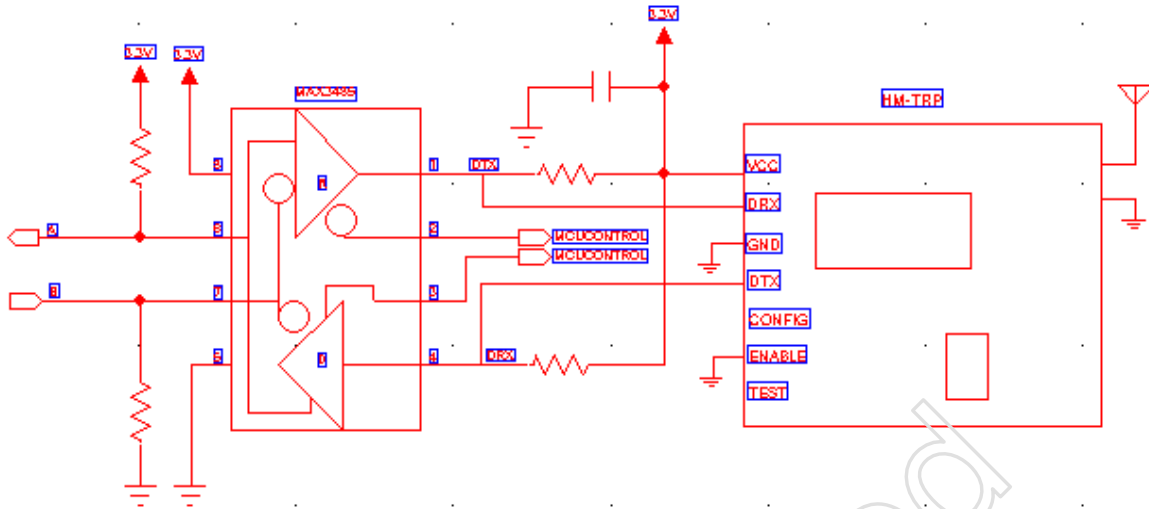 3.3V
3.3V
3.3V
MAX3485
HM-TRP
8
1
DTX
VCC
DRX
A
6
2
MCUCONTROL
GND
MCUCONTROL
R
B
7
3
DTX
CONFIG
5
D
4
DRX
ENABLE
TEST